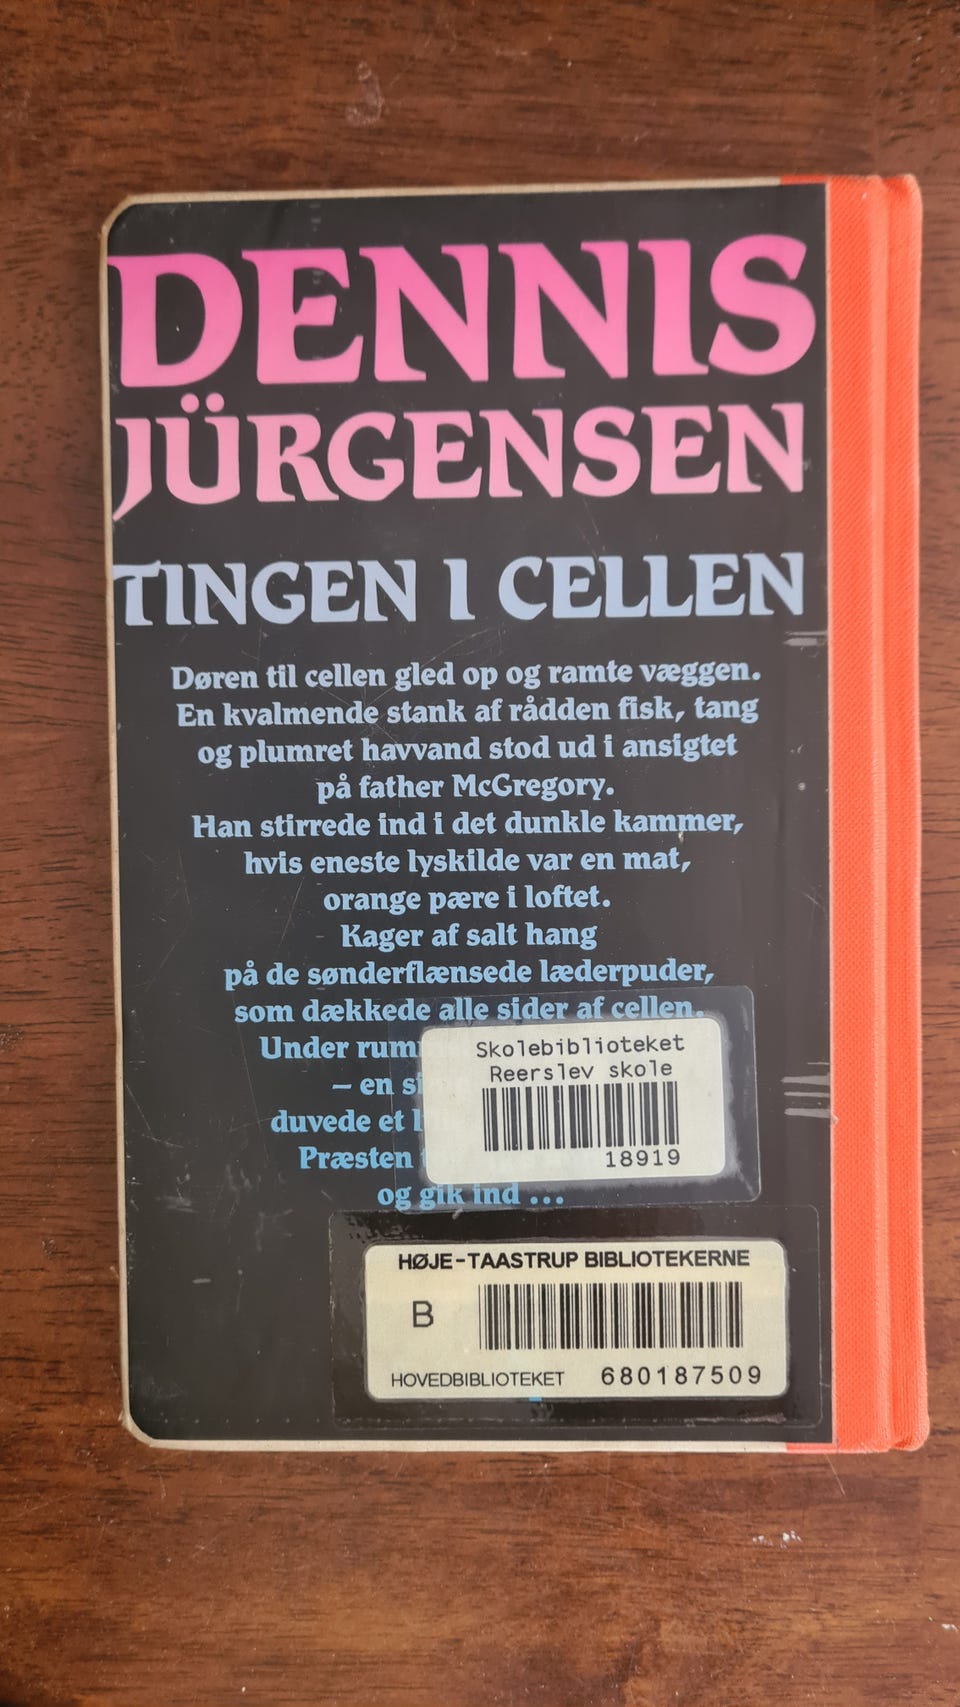 DENNIS
JÜRGENSEN
TINGEN I CELLEN
Døren til cellen gled op og ramte væggen.
En kvalmende stank af rådden fisk, tang
og plumret havvand stod ud i ansigtet
på father McGregory.
Han stirrede ind i det dunkle kammer,
hvis eneste lyskilde var en mat,
orange pære i loftet.
Kager af salt hang
på de sønderflænsede læderpuder,
som dækkede alle sider af cellen.
Under
– en
duvede et
Præsten
og gik ind ...
Skolebiblioteket
Reerslev skole
18919
HØJE-TAASTRUP BIBLIOTEKERNE
B
HOVEDBIBLIOTEKET 680187509